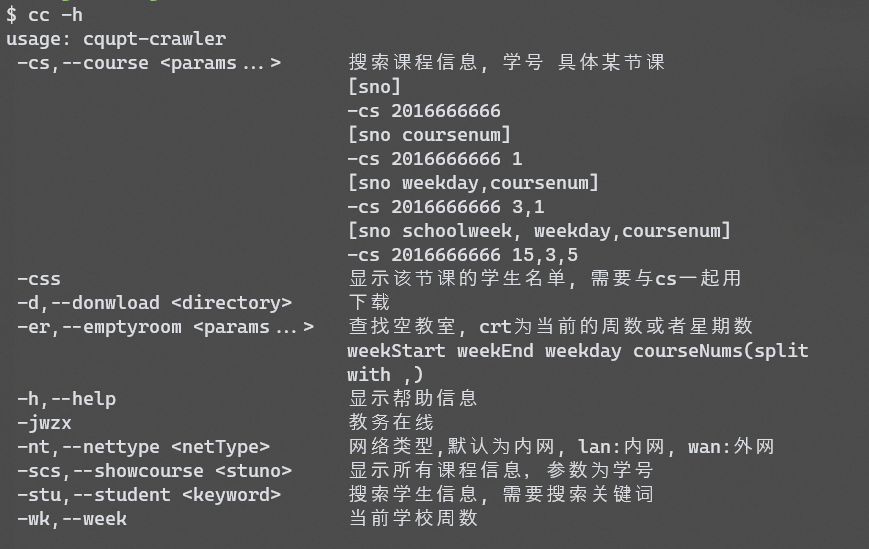 $ cc -h
usage: cqupt-crawler
-cs,--course <params...> 搜索课程信息, 学号 具体某节课
[sno]
-cs 2016666666
[sno coursenum]
-cs 2016666666 1
[sno weekday,coursenum]
-cs 2016666666 3,1
[sno schoolweek, weekday,coursenum]
-cs 2016666666 15,3,5
-css 显示该节课的学生名单, 需要与cs一起用
-d,--donwload <directory> 下载
-er,--emptyroom <params...> 查找空教室, crt为当前的周数或者星期数
weekStart weekEnd weekday courseNums(split
with ,)
-h,--help 显示帮助信息
-jwzx 教务在线
-nt,--nettype <netType> 网络类型,默认为内网, lan:内网, wan:外网
-scs,--showcourse <stuno> 显示所有课程信息, 参数为学号
-stu,--student <keyword> 搜索学生信息, 需要搜索关键词
-wk,--week 当前学校周数